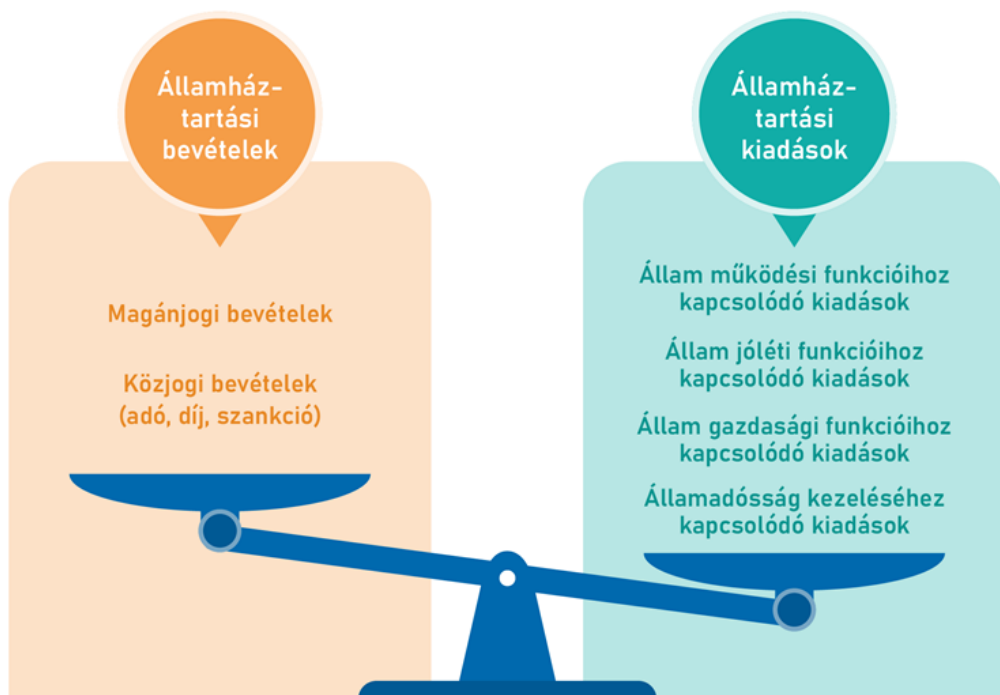 Államház-
tartási
bevételek
Magánjogi bevételek
Közjogi bevételek
(adó, díj, szankció)
Államház-
tartási
kiadások
Állam működési funkcióihoz
kapcsolódó kiadások
Állam jóléti funkcióihoz
kapcsolódó kiadások
Állam gazdasági funkcióihoz
kapcsolódó kiadások
Államadósság kezeléséhez
kapcsolódó kiadások